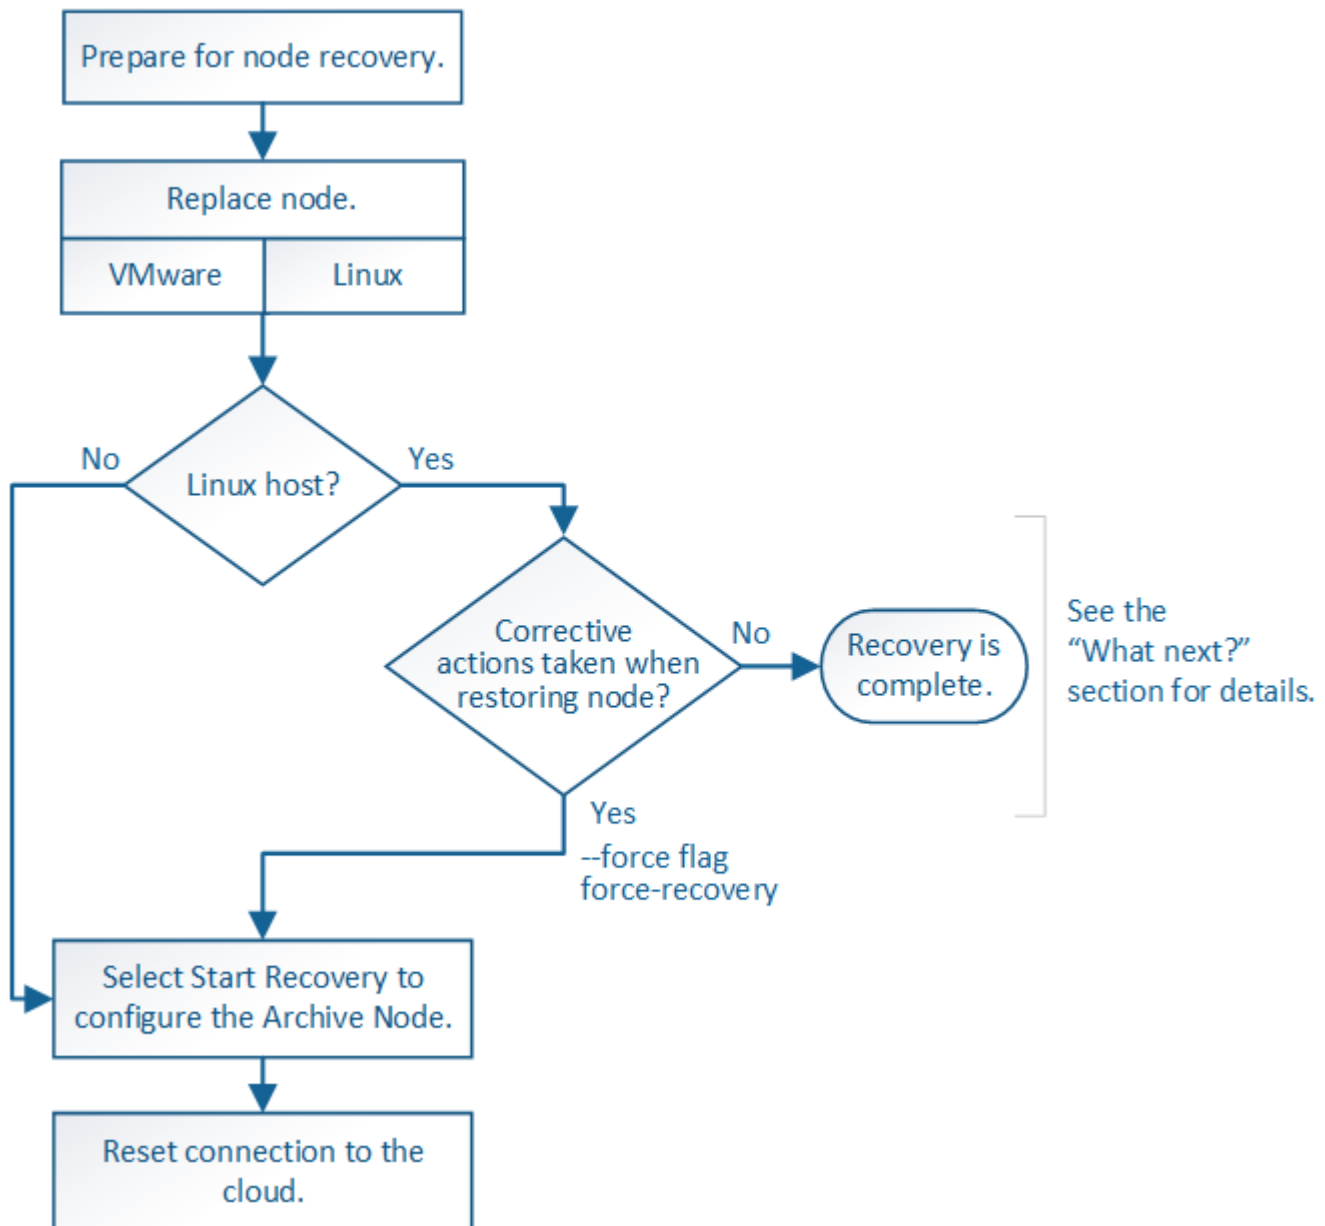 Prepare for node recovery.
Replace node.
VMware
Linux
Linux host?
No
Yes
Corrective
actions taken when
restoring node?
No
Recovery is
complete.
See the
“What next?”
section for details.
Yes
--force flag
force-recovery
Select Start Recovery to
configure the Archive Node.
Reset connection to the
cloud.